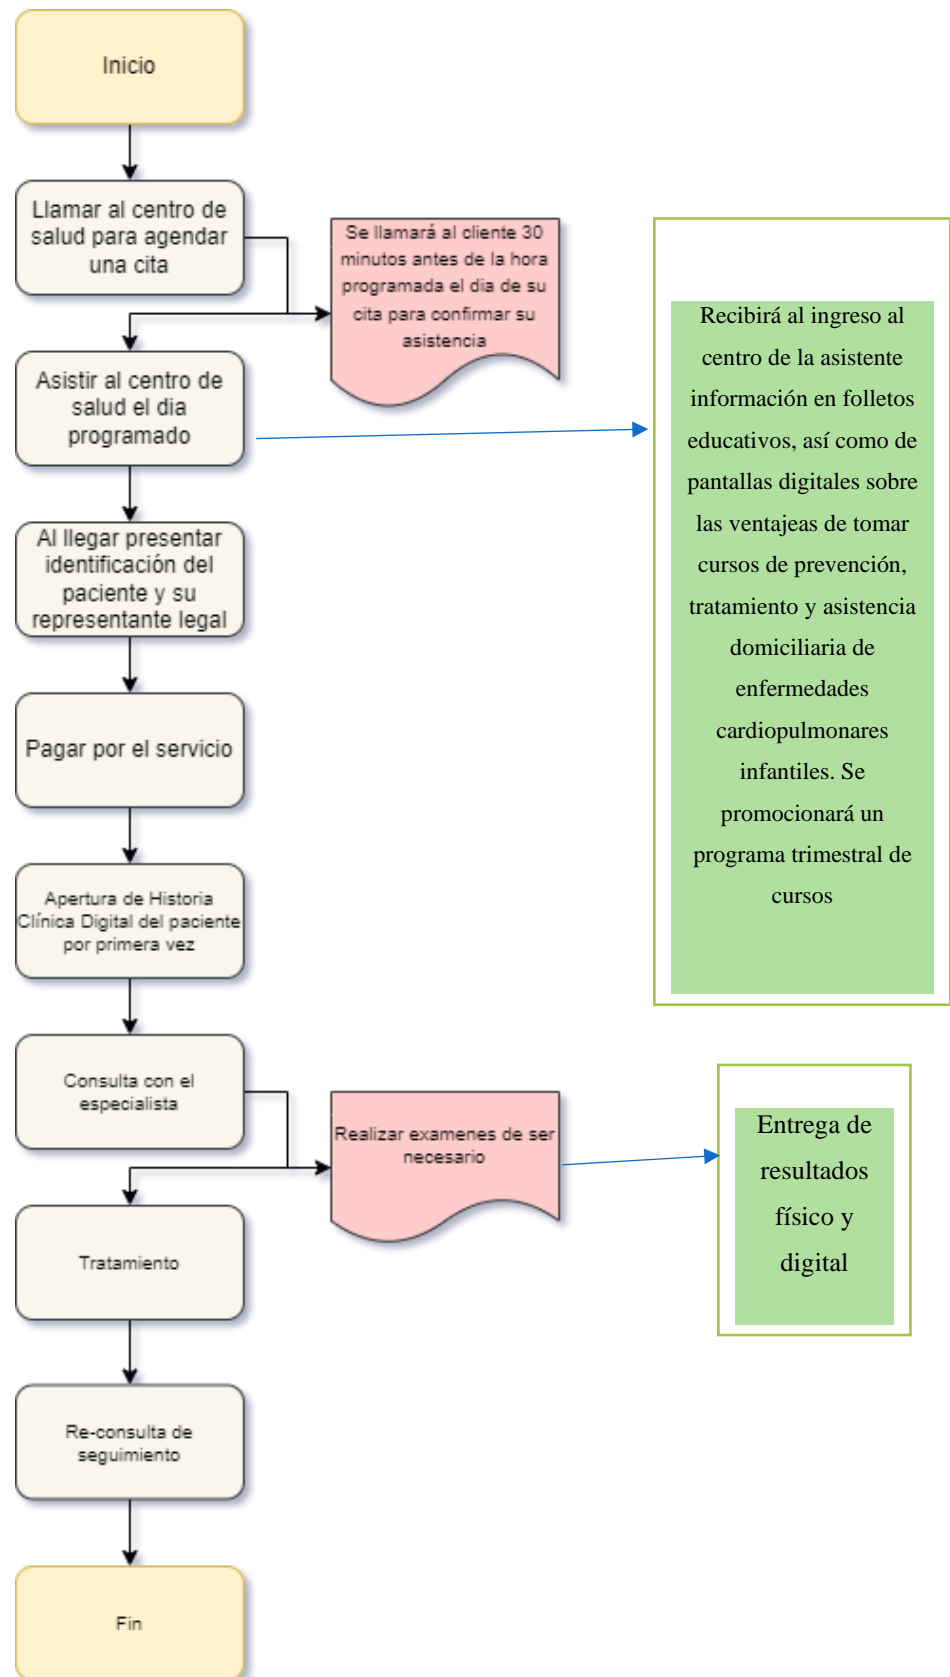 Inicio
Llamar al centro de
salud para agendar
una cita
Se llamará al cliente 30
minutos antes de la hora
programada el dia de su
cita para confirmar su
asistencia
Asistir al centro de
salud el dia
programado
Recibirá al ingreso al
centro de la asistente
información en folletos
educativos, así como de
pantallas digitales sobre
las ventajeas de tomar
cursos de prevención,
tratamiento y asistencia
domiciliaria de
enfermedades
cardiopulmonares
infantiles. Se
promocionará un
programa trimestral de
cursos
Al llegar presentar
identificación del
paciente y su
representante legal
Pagar por el servicio
Apertura de Historia
Clínica Digital del paciente
por primera vez
Consulta con el
especialista
Realizar examenes de ser
necesario
Entrega de
resultados
físico y
digital
Tratamiento
Re-consulta de
seguimiento
Fin